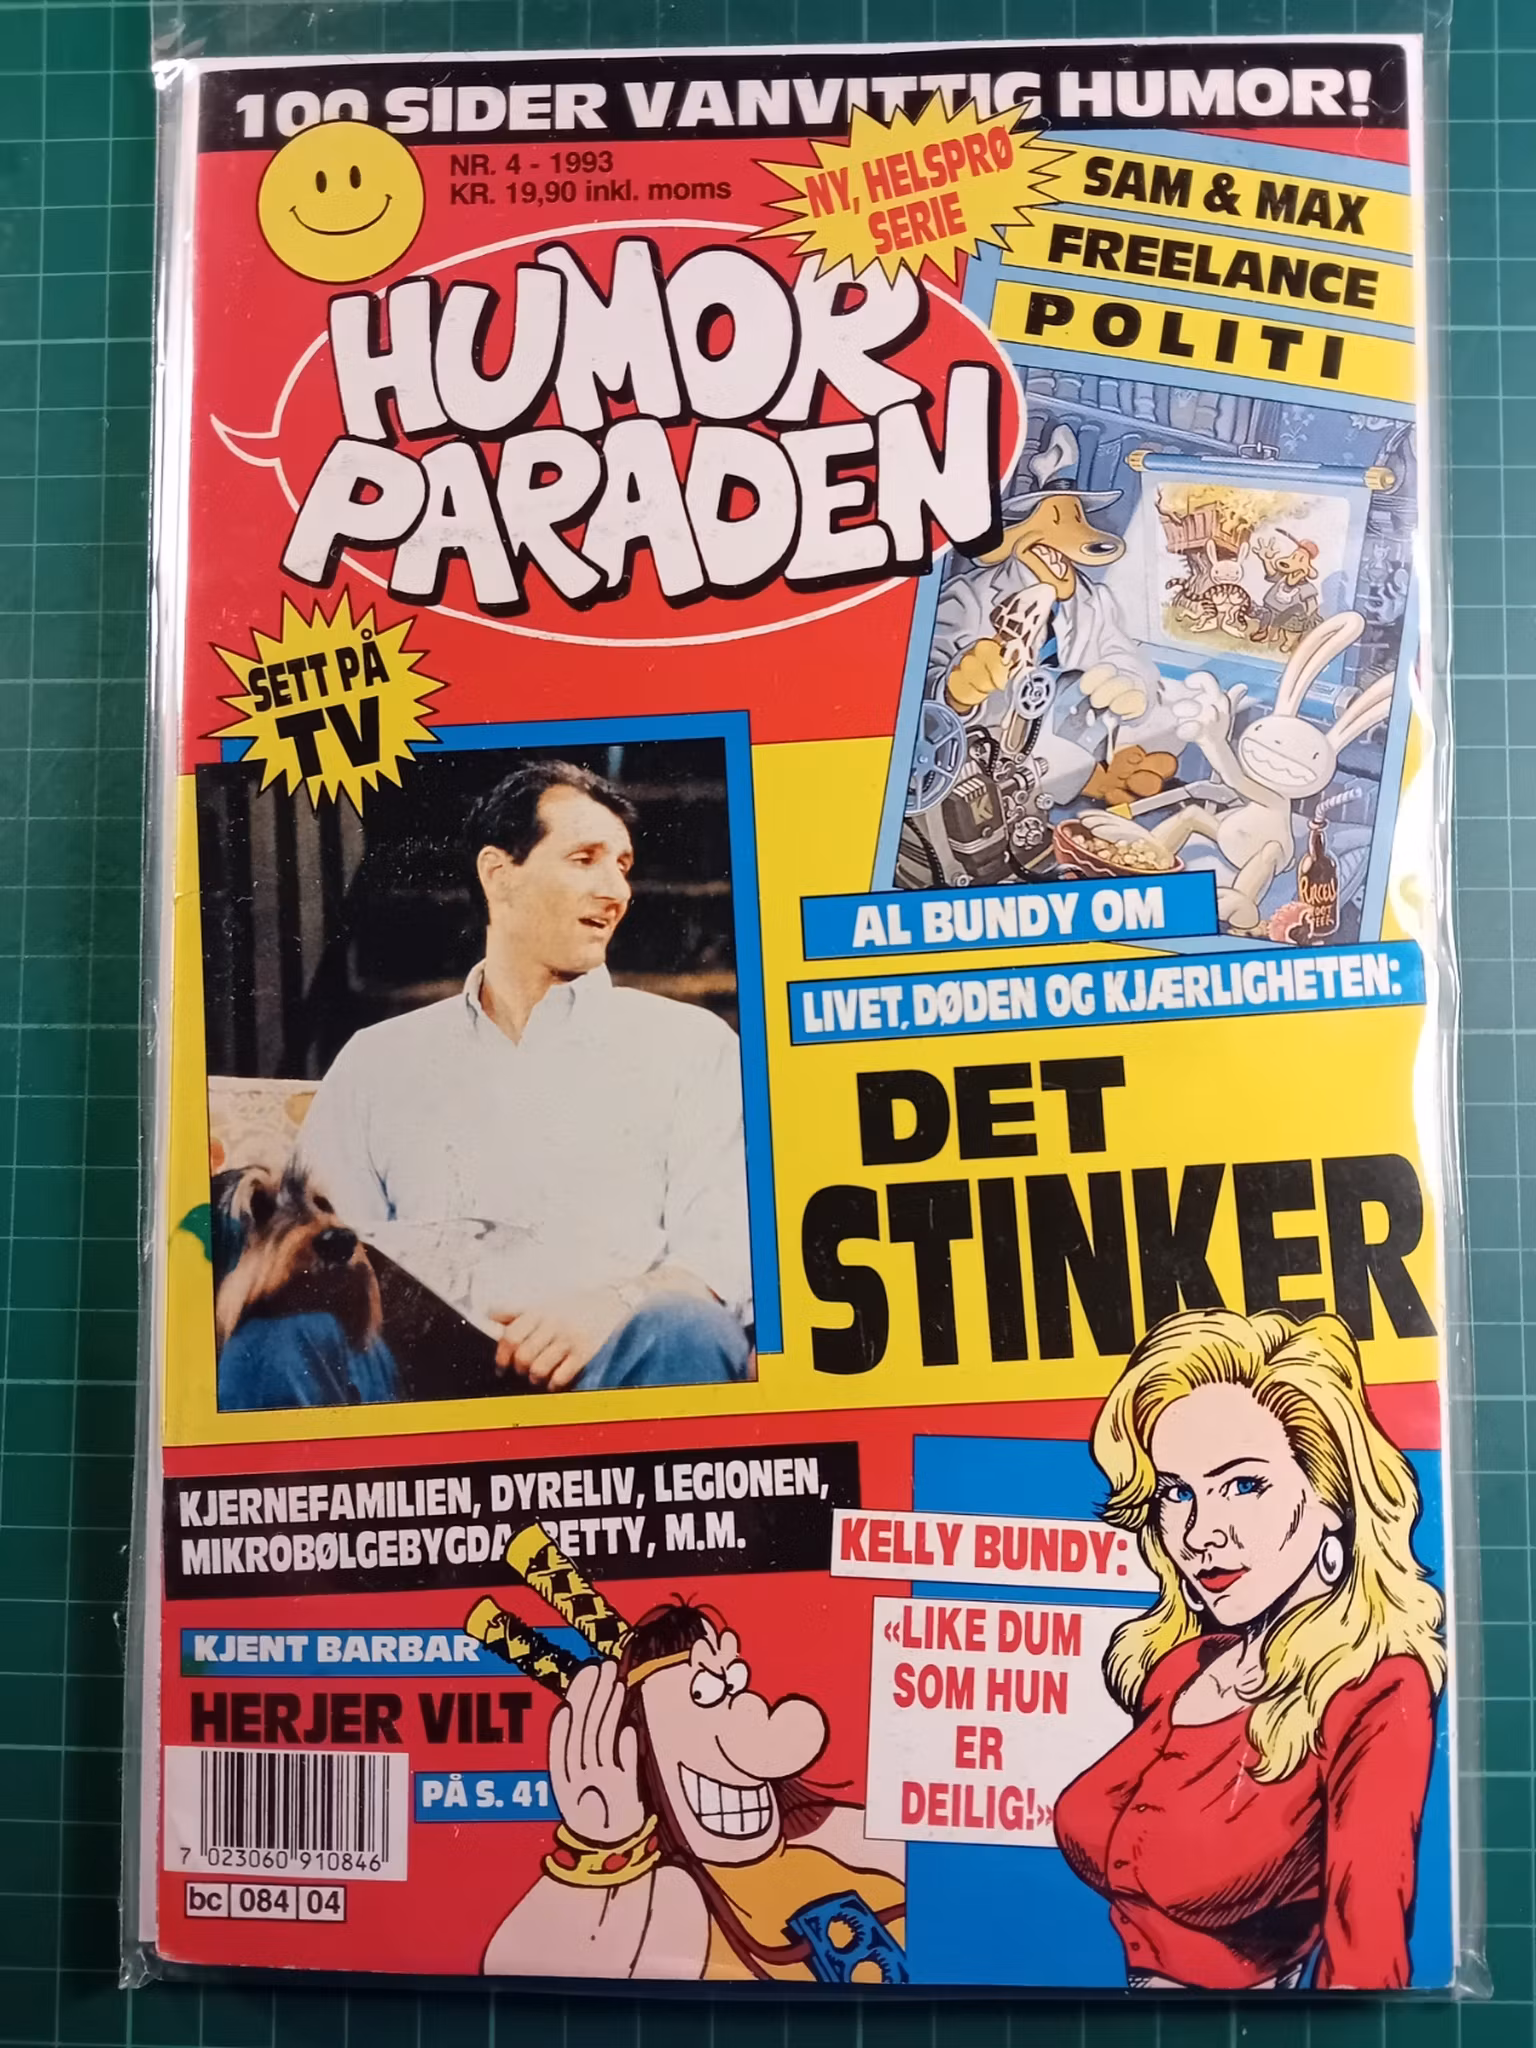 100 SIDER VANVITTIG HUMOR!
NR. 4 - 1993
KR. 19,90 inkl. moms
NY, HELSPRØ
SERIE
SAM & MAX
FREELANCE
POLITI
HUMOR
PARADEN
SETT PÅ
TV
AL BUNDY OM
LIVET, DØDEN OG KJÆRLIGHETEN:
DET
STINKER
KJERNEFAMILIEN, DYRELIV, LEGIONEN,
MIKROBØLGEBYGDA, BETTY, M.M.
KELLY BUNDY:
«LIKE DUM
SOM HUN
ER
DEILIG!»
KJENT BARBAR
HERJER VILT
PÅ S. 41
7 023060 910846
bc 084 04